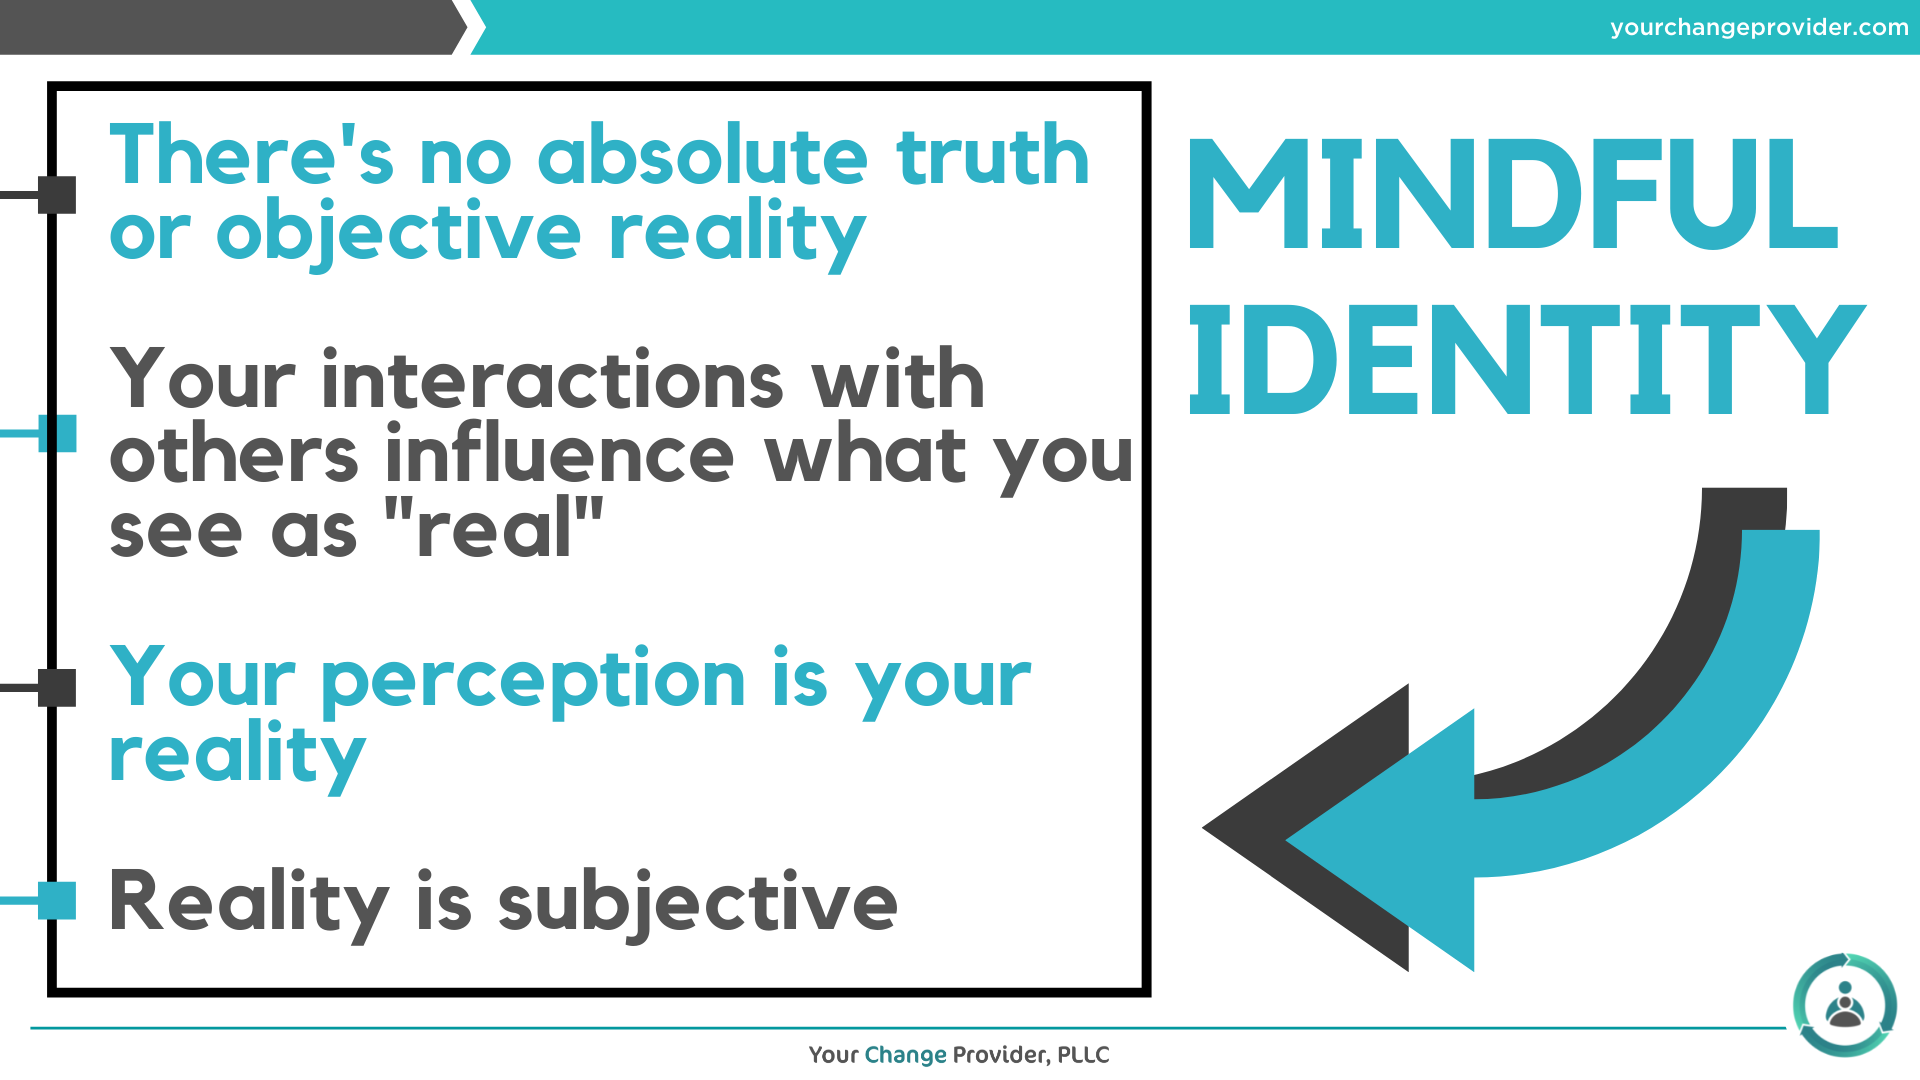 yourchangeprovider.com
There's no absolute truth
or objective reality
Your interactions with
others influence what you
see as "real"
Your perception is your
reality
Reality is subjective
MINDFUL
IDENTITY
Your Change Provider, PLLC